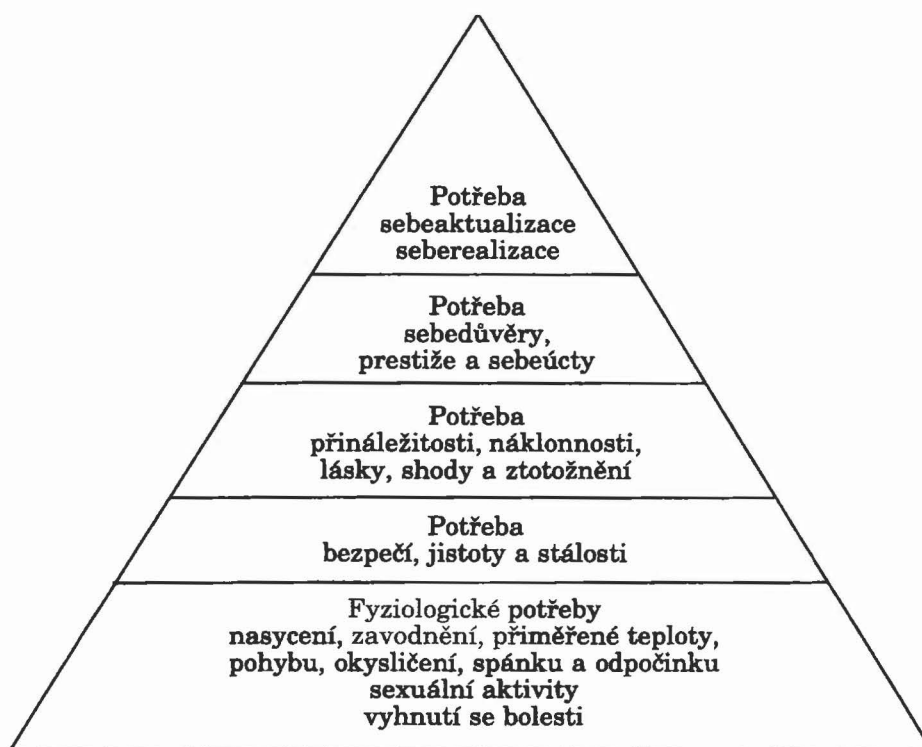 Potřeba
sebeaktualizace
seberealizace
Potřeba
sebedůvěry,
prestiže a sebeúcty
Potřeba
přináležitosti, náklonnosti,
lásky, shody a ztotožnění
Potřeba
bezpečí, jistoty a stálosti
Fyziologické potřeby
nasycení, zavodnění, přiměřené teploty,
pohybu, okysličení, spánku a odpočinku
sexuální aktivity
vyhnutí se bolesti